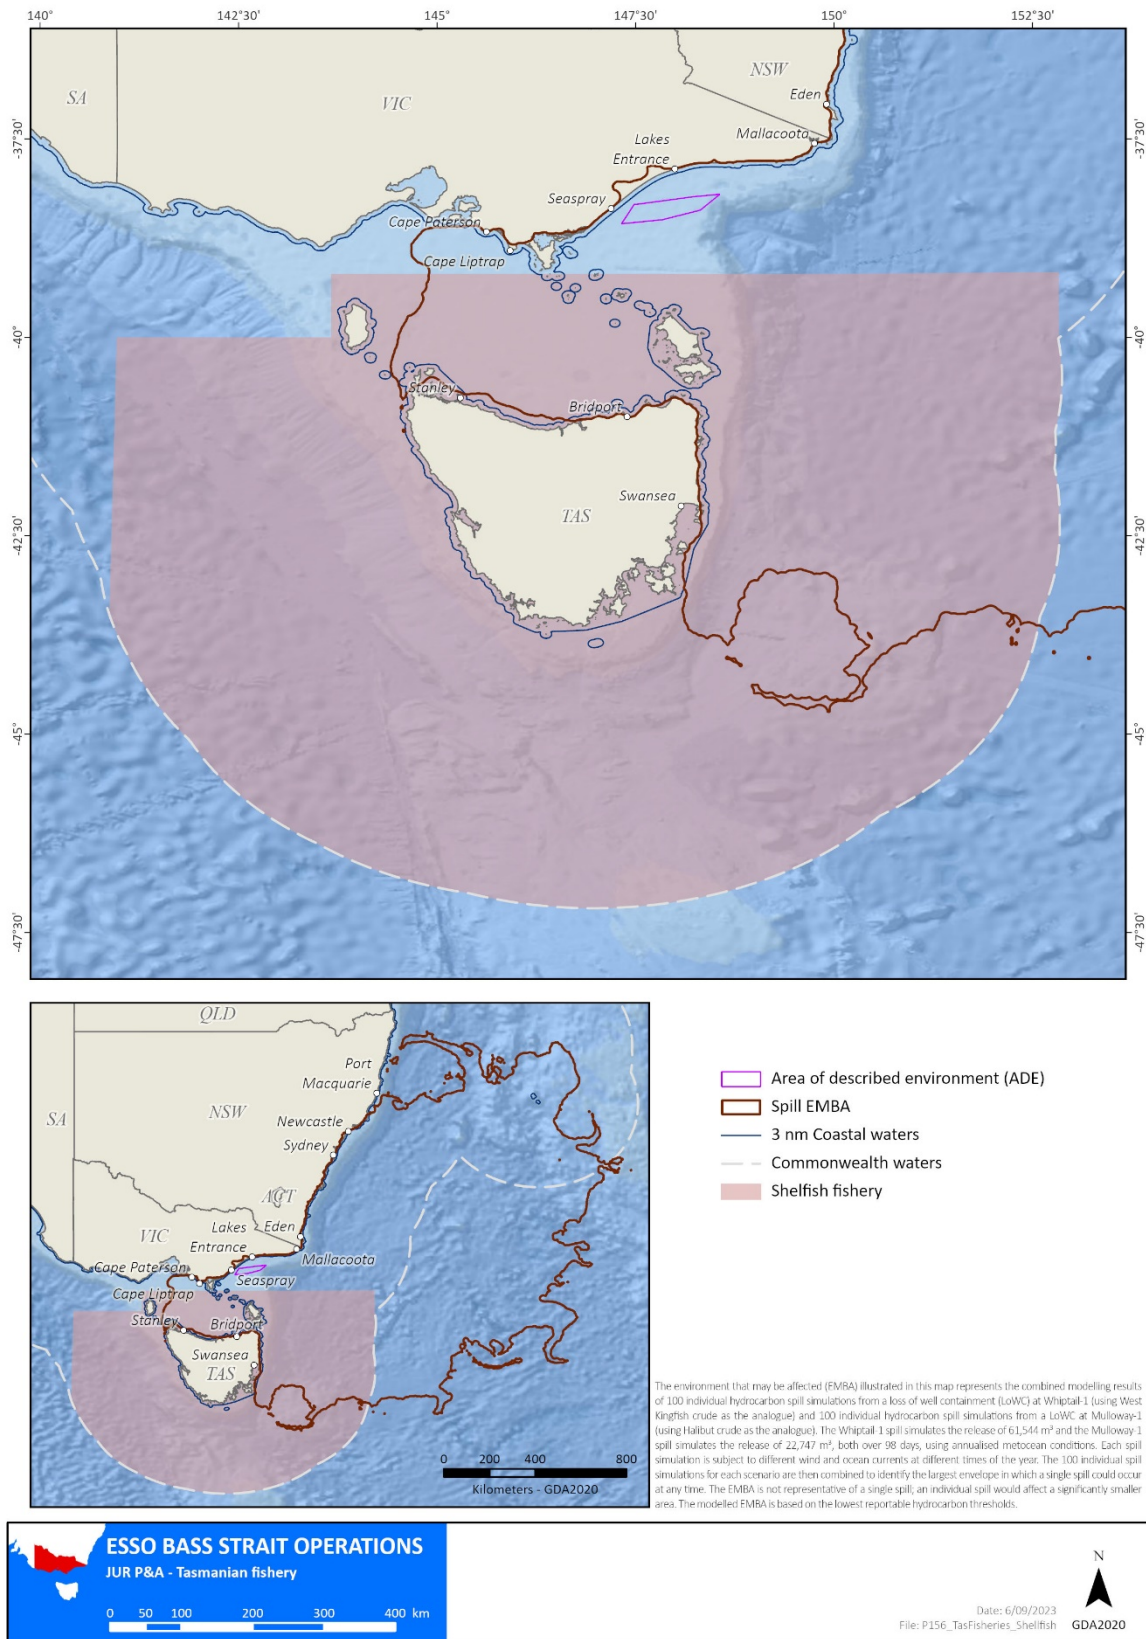 140°
142°30'
145°
147°30'
150°
152°30'
NSW
SA
VIC
Eden
-37°30'
-37°30'
Mallacoota
Lakes
Entrance
Seaspray
Cape Paterson
Cape Liptrap
-40°
-40°
Stanley
Bridport
Swansea
TAS
-42°30'
-42°30'
-45°
-45°
-47°30'
-47°30'
QLD
Port
Macquarie
SA
NSW
Newcastle
Sydney
ACT
Lakes
Eden
VIC
Entrance
Mallacoota
Cape Paterson
Seaspray
Cape Liptrap
Stanley
Bridport
Swansea
TAS
0 200 400 800
Kilometers - GDA2020
Area of described environment (ADE)
Spill EMBA
3 nm Coastal waters
Commonwealth waters
Shelfish fishery
The environment that may be affected (EMBA) illustrated in this map represents the combined modelling results
of 100 individual hydrocarbon spill simulations from a loss of well containment (LoWC) at Whiptail-1 (using West
Kingfish crude as the analogue) and 100 individual hydrocarbon spill simulations from a LoWC at Mulloway-1
(using Halibut crude as the analogue). The Whiptail-1 spill simulates the release of 61,544 m³ and the Mulloway-1
spill simulates the release of 22,747 m³, both over 98 days, using annualised metocean conditions. Each spill
simulation is subject to different wind and ocean currents at different times of the year. The 100 individual spill
simulations for each scenario are then combined to identify the largest envelope in which a single spill could occur
at any time. The EMBA is not representative of a single spill; an individual spill would affect a significantly smaller
area. The modelled EMBA is based on the lowest reportable hydrocarbon thresholds.
ESSO BASS STRAIT OPERATIONS
JUR P&A - Tasmanian fishery
0 50 100 200 300 400 km
N
GDA2020
Date: 6/09/2023
File: P156_TasFisheries_Shellfish